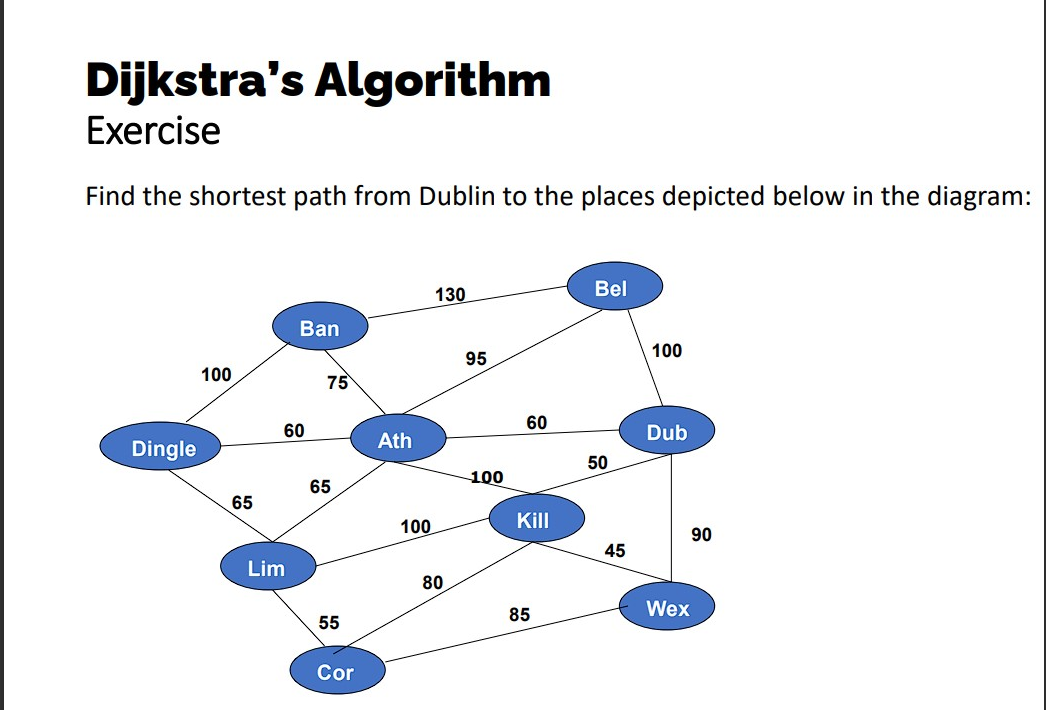 Dijkstra’s Algorithm
Exercise
Find the shortest path from Dublin to the places depicted below in the diagram:
Bel
130
Ban
100
95
100
75
60
60
Dub
Ath
Dingle
50
100
65
65
Kill
100
90
45
Lim
80
Wex
85
55
Cor